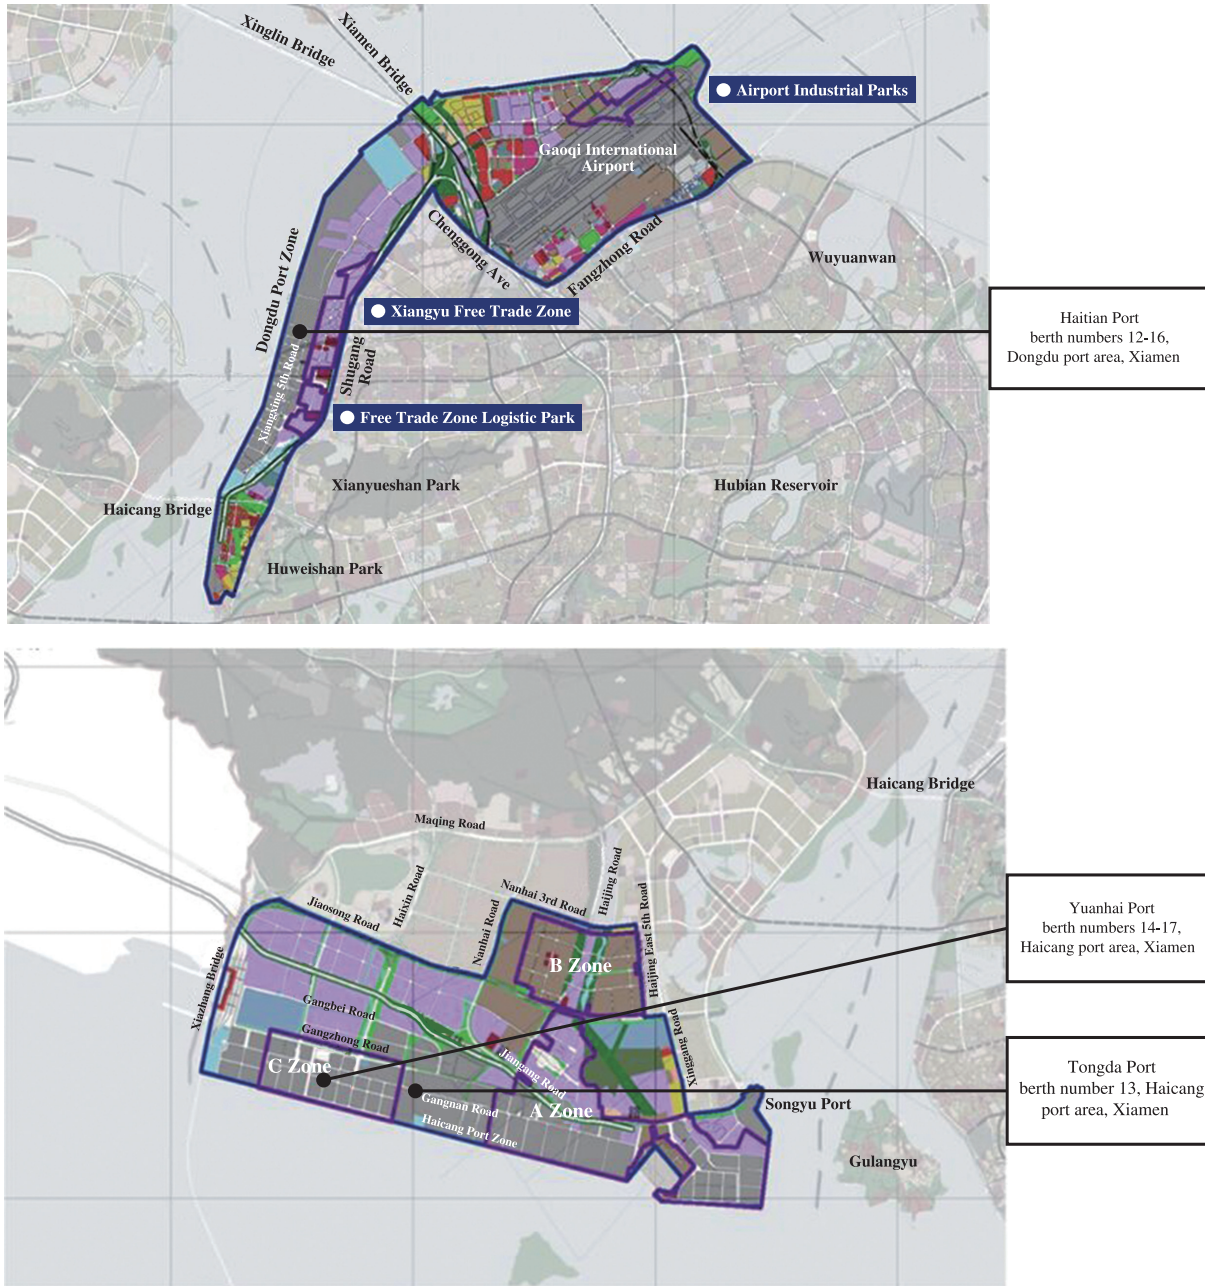 Xinglin Bridge
Xiamen Bridge
Airport Industrial Parks
Gaoqi International
Airport
Chenggong Ave
Fangzhong Road
Wuyuanwan
Dongdu Port Zone
Xiangyu Free Trade Zone
Haitian Port
berth numbers 12-16,
Dongdu port area, Xiamen
Shugang
Road
Xiangxing 5th Road
Free Trade Zone Logistic Park
Xianyueshan Park
Hubian Reservoir
Haicang Bridge
Huweishan Park
Haicang Bridge
Maqing Road
Haixin Road
Haijing Road
Nanhai 3rd Road
Jiaosong Road
Nanhai Road
Haijing East 5th Road
Yuanhai Port
berth numbers 14-17,
Haicang port area, Xiamen
B Zone
Xiazhang Bridge
Gangbei Road
Gangzhong Road
Xinggang Road
C Zone
Jiangang Road
Gangnan Road
A Zone
Haicang Port Zone
Songyu Port
Tongda Port
berth number 13, Haicang
port area, Xiamen
Gulangyu